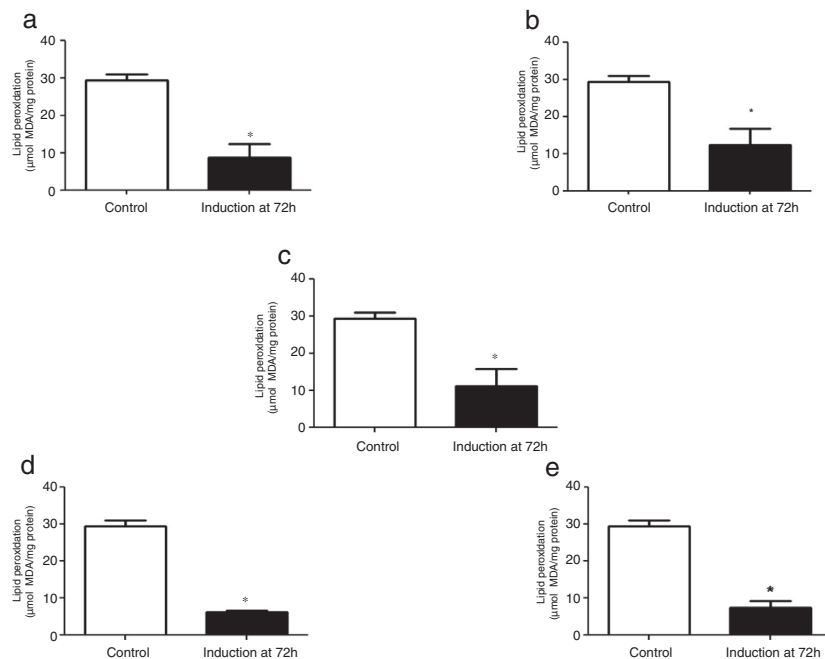 a
Lipid peroxidation
(μmol MDA/mg protein)
40
30
20
10
0
*
Control
Induction at 72h
b
Lipid peroxidation
(μmol MDA/mg protein)
40
30
20
10
0
*
Control
Induction at 72h
c
Lipid peroxidation
(μmol MDA/mg protein)
40
30
20
10
0
*
Control
Induction at 72h
d
Lipid peroxidation
(μmol MDA/mg protein)
40
30
20
10
0
*
Control
Induction at 72h
e
Lipid peroxidation
(μmol MDA/mg protein)
40
30
20
10
0
*
Control
Induction at 72h